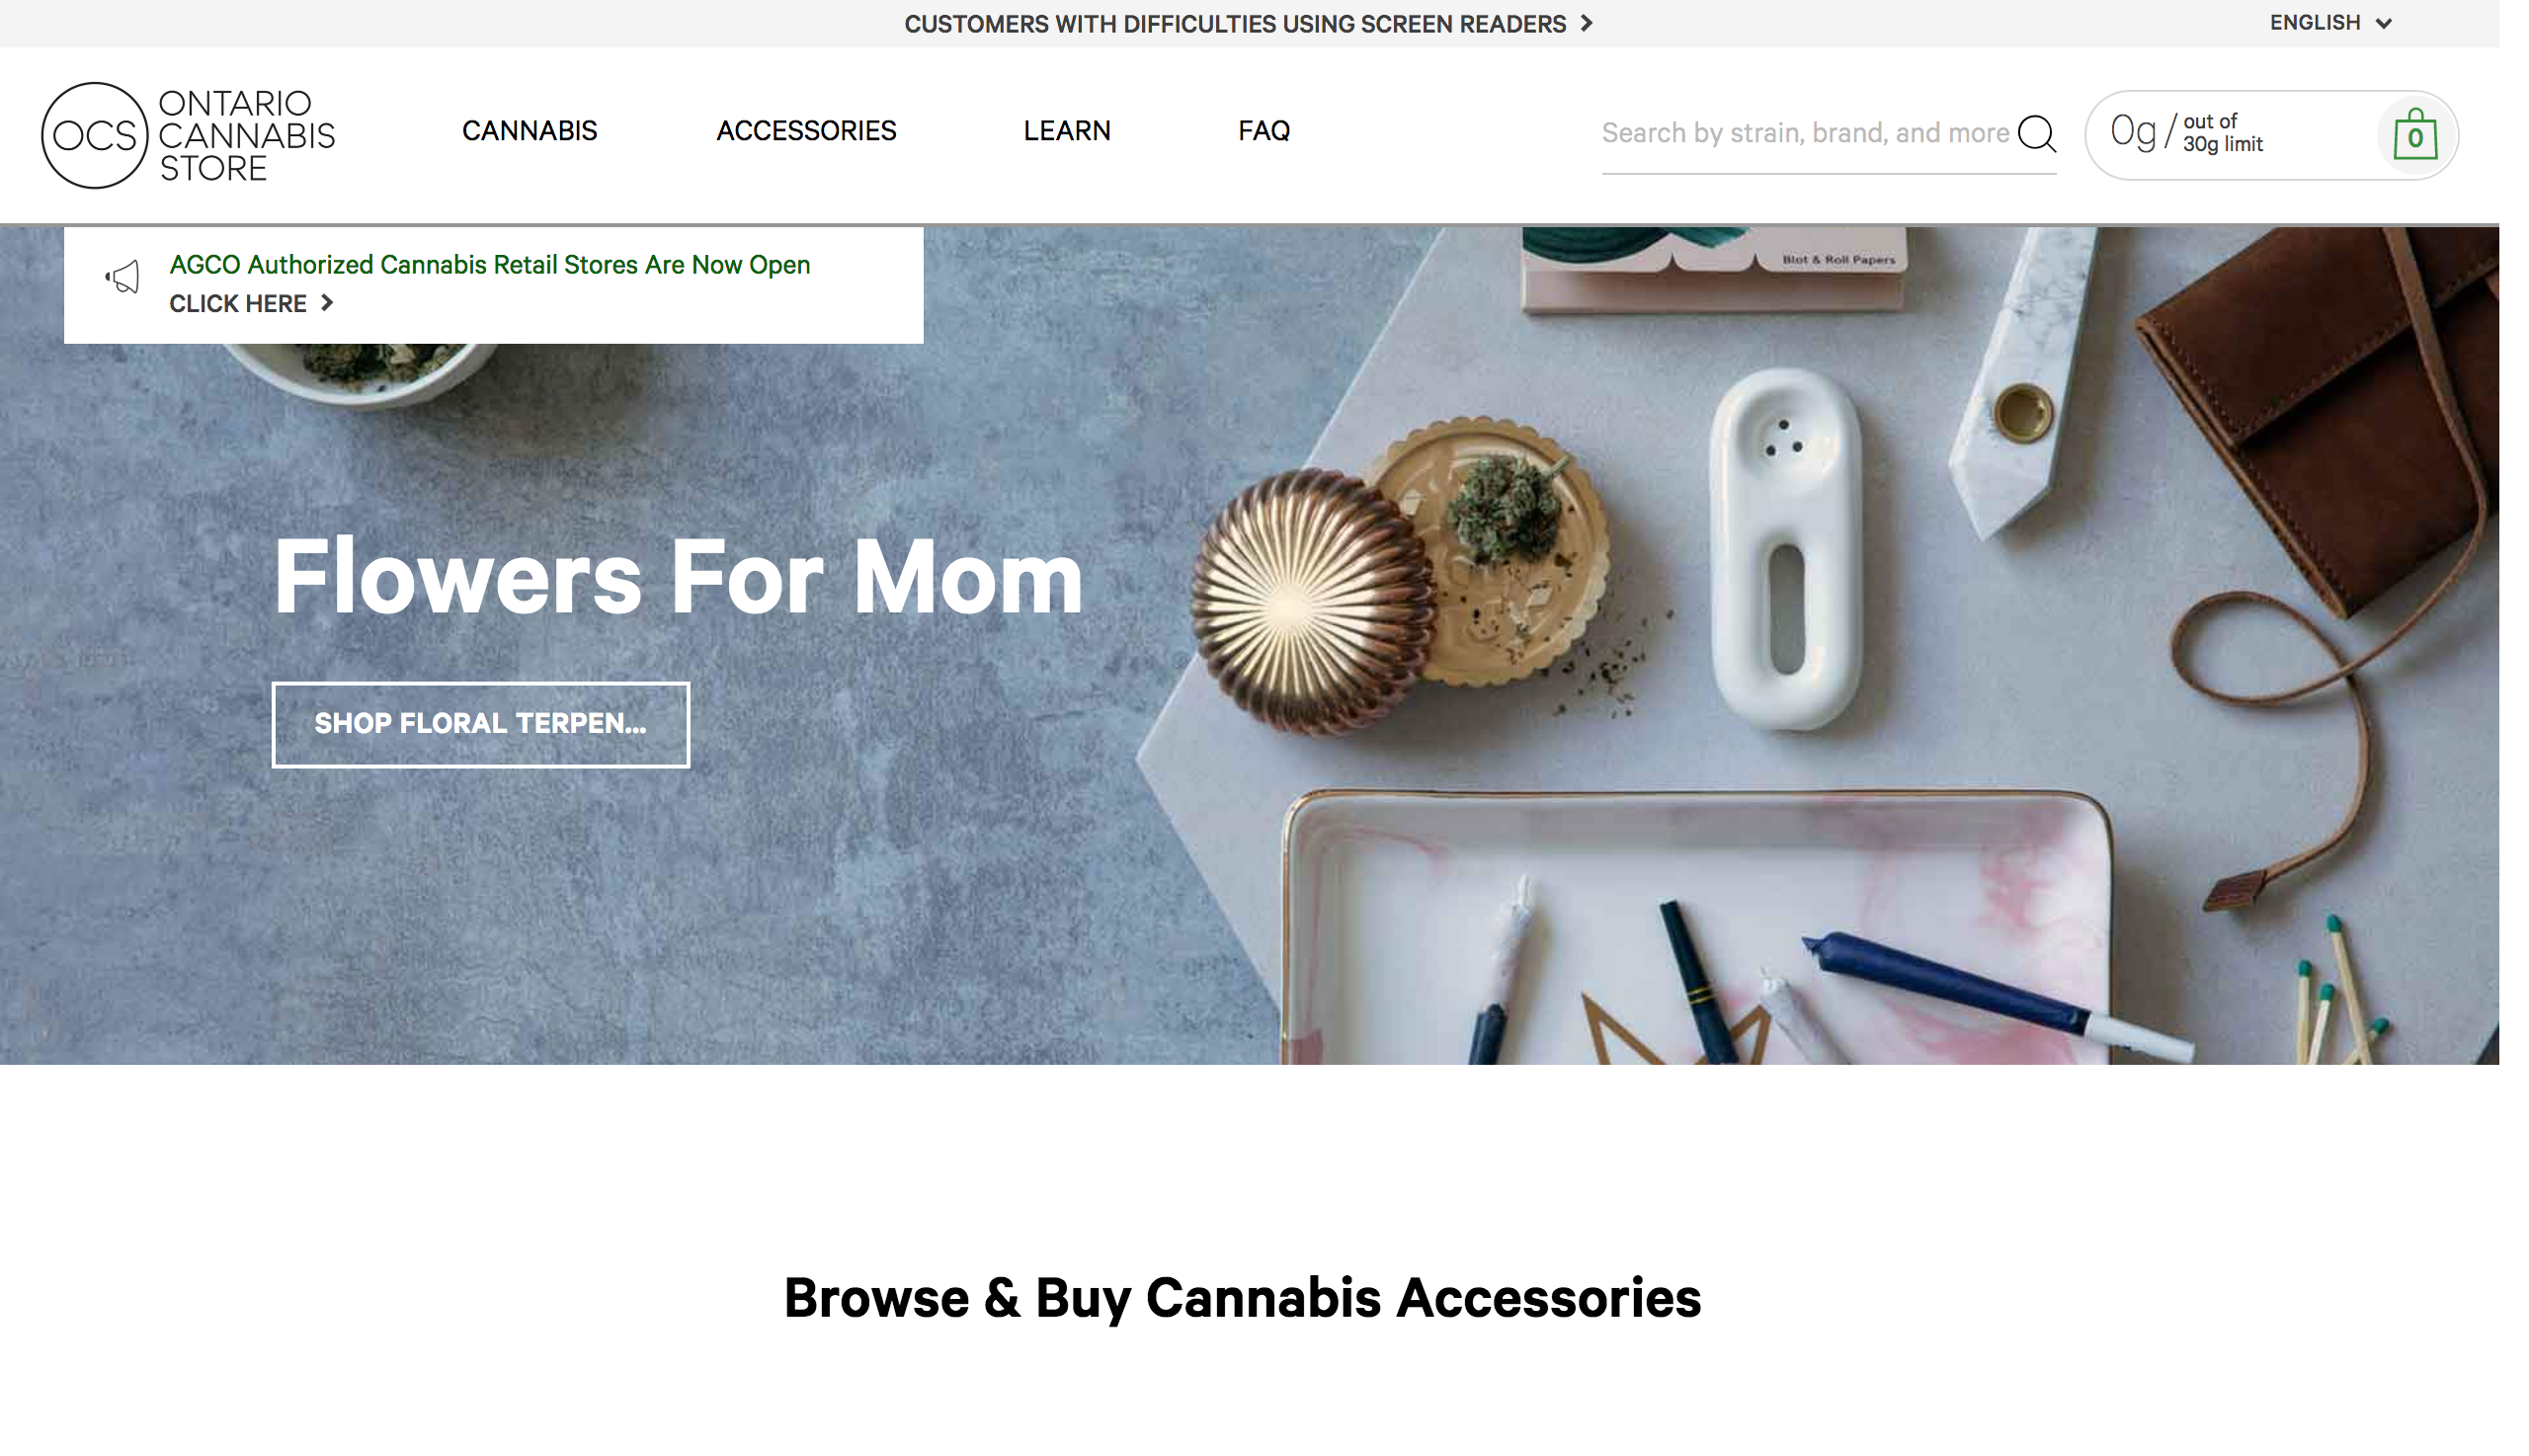 CUSTOMERS WITH DIFFICULTIES USING SCREEN READERS
ENGLISH
OCS
ONTARIO
CANNABIS
STORE
CANNABIS
ACCESSORIES
LEARN
FAQ
Search by strain, brand, and more
0g / out of
30g limit
0
AGCO Authorized Cannabis Retail Stores Are Now Open
CLICK HERE
Blot & Roll Papers
Flowers For Mom
SHOP FLORAL TERPEN...
Browse & Buy Cannabis Accessories